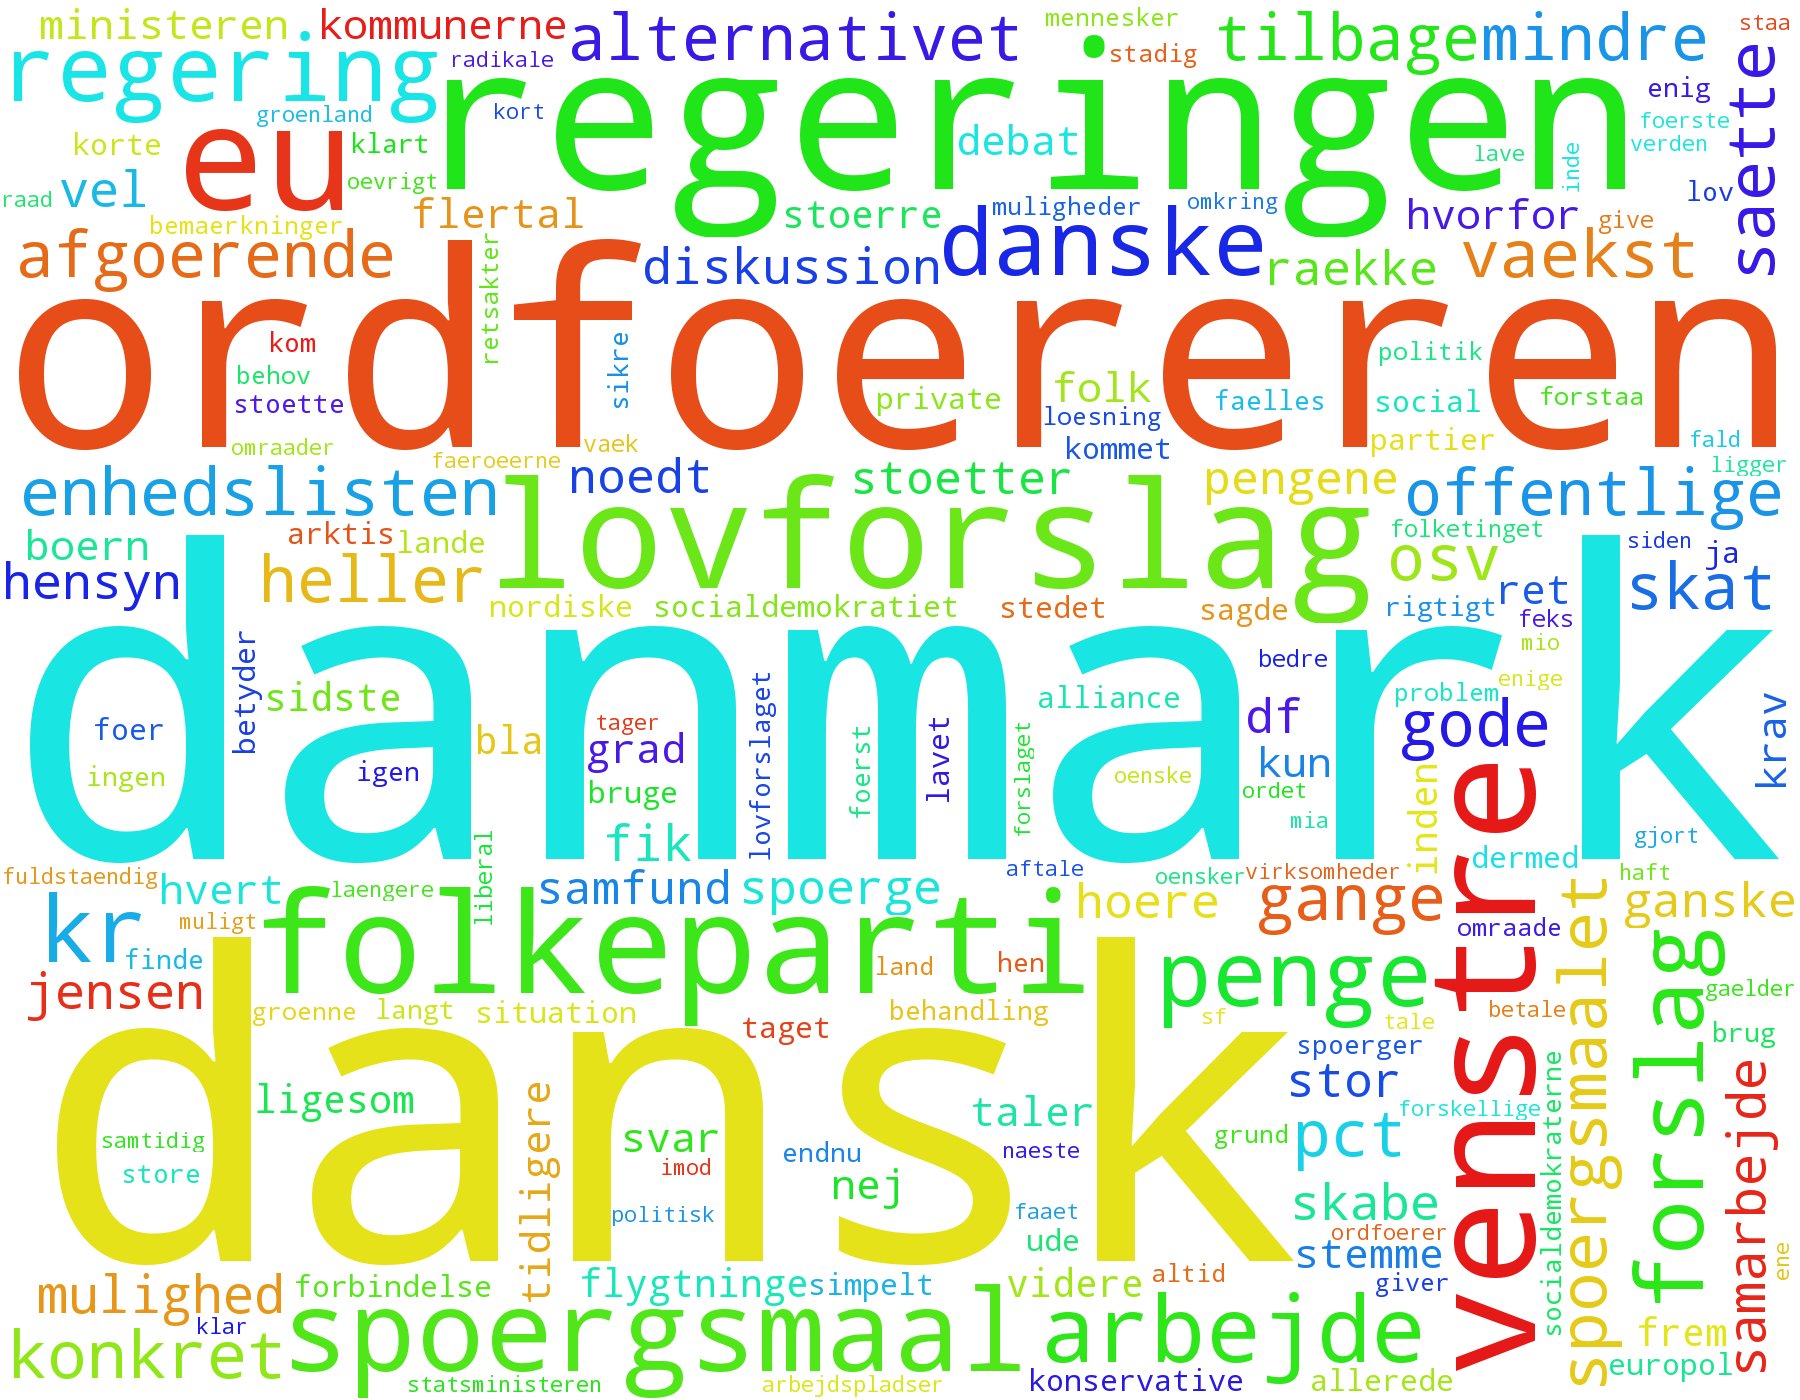 ministeren kommunerne alternativet mennesker tilbage mindre staa
regering radikale stadig saette
regeringen enig
groenland kort foerste
korte eu klart debat lave inde verden
raad vel oevrigt muligheder omkring lov
bemaerkninger flertal stoerre danske hvorfor give
afgoerende retsakter diskussion raekke vaekst
ordfoereren
kom sikre politik
behov private folk faelles social forstaa
stoette loesning
omraader faeroeerne vaek kommet partier fald
enhedslisten noedt lovforslag stoetter pengene offentlige ligger
boern arktis lande folketinget osv siden ja
hensyn heller ret skat
nordiske socialdemokratiet stedet sagde rigtigt feks
danmark
betyder bedre mio
sidste lovforslaget alliance problem enige krav
foer tager df gode
bla grad foerst lavet forslaget kun
ingen igen bruge oenske ordet
liberal fik mia inden gjort
fuldstaendig hvert laengere samfund spoerge aftale oensker virksomheder dermed haft
kr muligt folkeparti hoere gange venstre omraade spoergsmaalet ganske
finde land hen penge forslag
jensen groenne langt situation behandling sf tale betale gaelder
dansk taget spoerger brug
ligesom tidligere taler stor forskellige socialdemokraterne samarbejde
samtidig svar endnu naeste grund pct
store imod nej skabe
politisk faaet ordfoerer
ude stemme ene
mulighed forbindelse flygtninge simpelt videre altid giver
klar spoergsmaal arbejde frem
konkret europol
statsministeren arbejdspladser konservative allerede